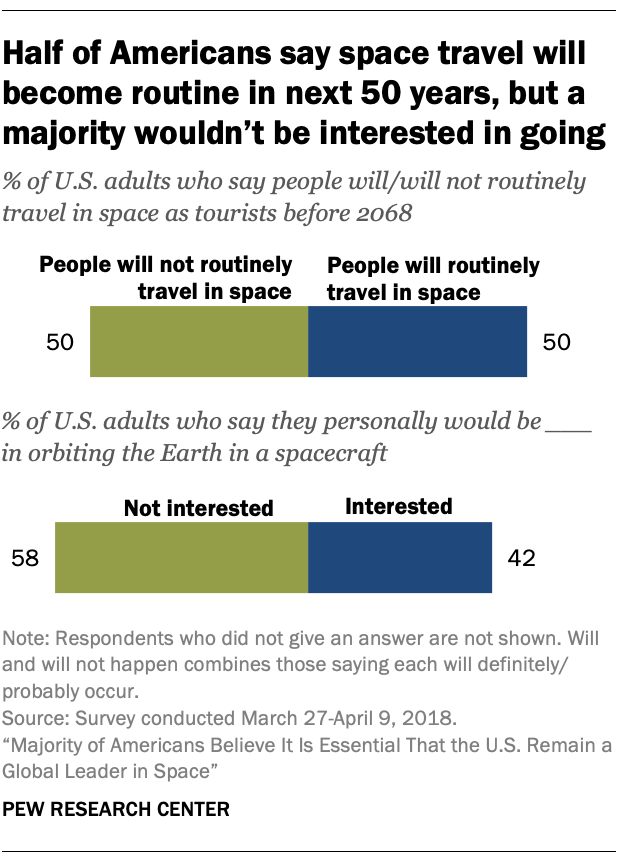 Half of Americans say space travel will
become routine in next 50 years, but a
majority wouldn’t be interested in going
% of U.S. adults who say people will/will not routinely
travel in space as tourists before 2068
People will not routinely
travel in space
People will routinely
travel in space
50
50
% of U.S. adults who say they personally would be ___
in orbiting the Earth in a spacecraft
Not interested
Interested
58
42
Note: Respondents who did not give an answer are not shown. Will
and will not happen combines those saying each will definitely/
probably occur.
Source: Survey conducted March 27-April 9, 2018.
“Majority of Americans Believe It Is Essential That the U.S. Remain a
Global Leader in Space”
PEW RESEARCH CENTER